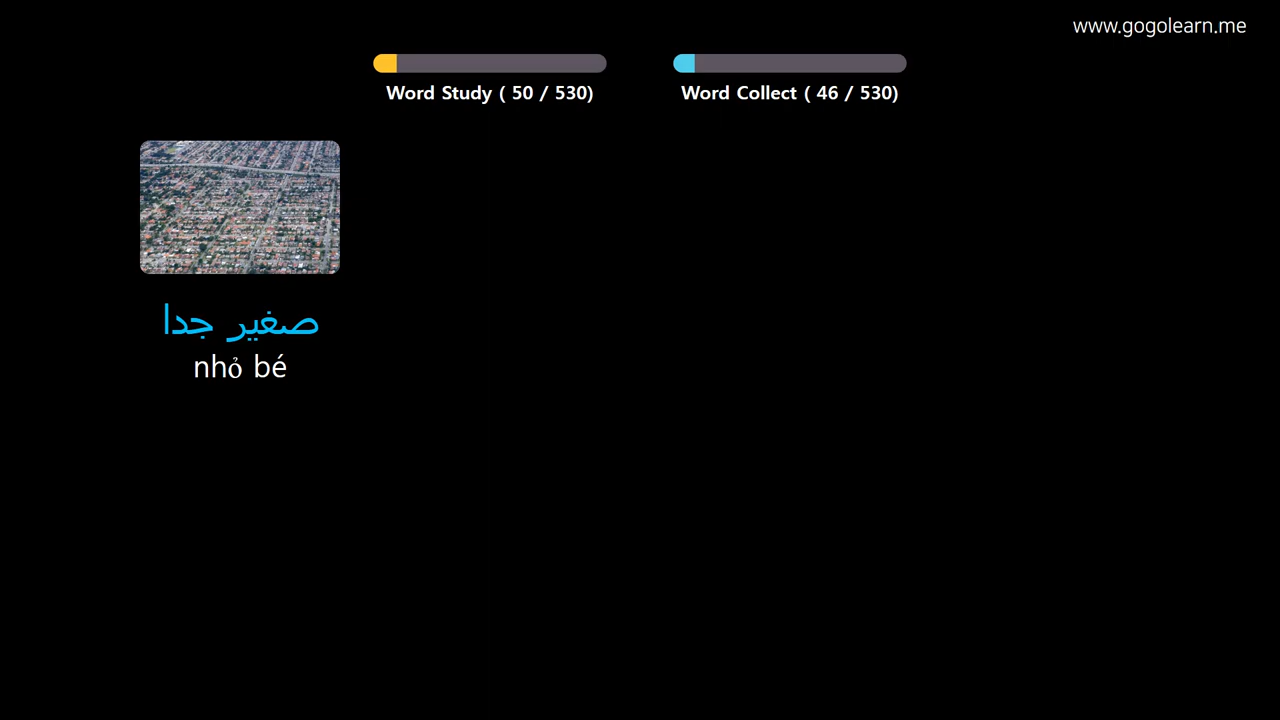 www.gogolearn.me
Word Study ( 50 / 530)
Word Collect ( 46 / 530)
صغير جدا
nhỏ bé